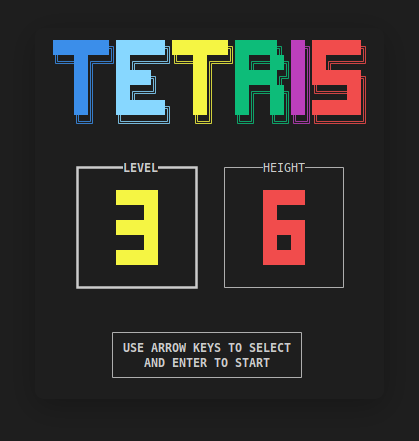 TETRIS
LEVEL HEIGHT
3 6
USE ARROW KEYS TO SELECT
AND ENTER TO START